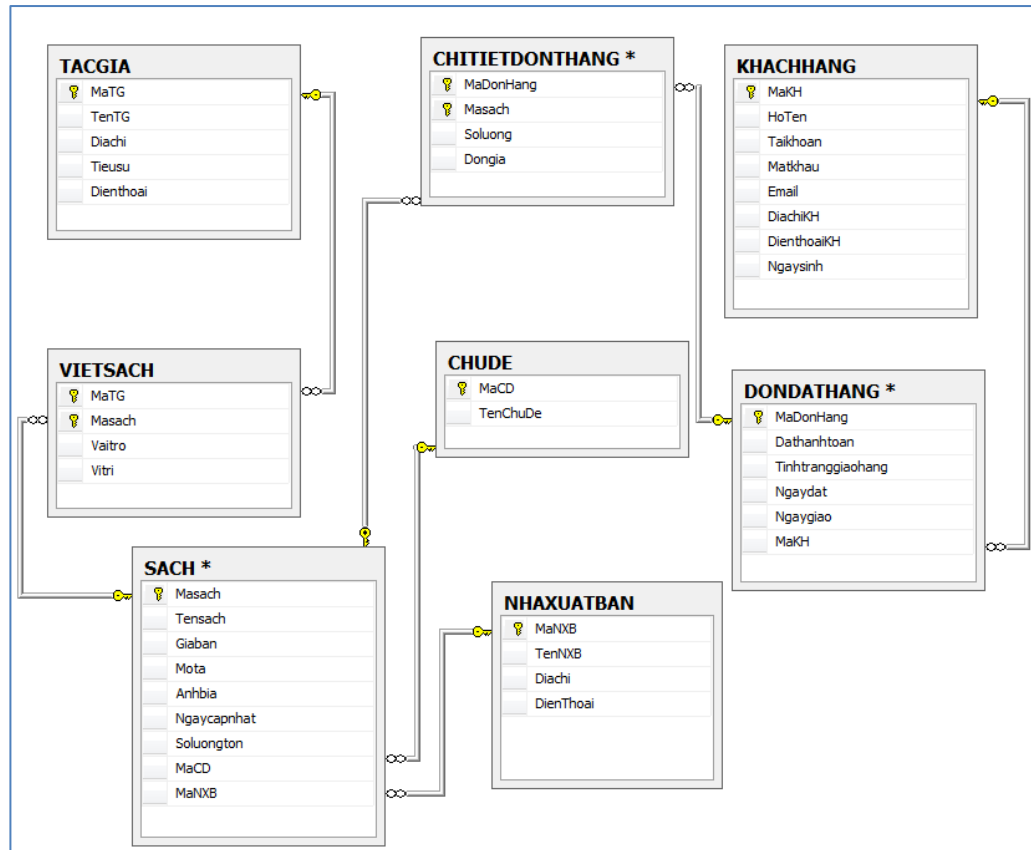 TACGIA
MaTG
TenTG
Diachi
Tieusu
Dienthoai
CHITIETDONTHANG *
MaDonHang
Masach
Soluong
Dongia
KHACHHANG
MaKH
HoTen
Taikhoan
Matkhau
Email
DiachiKH
DienthoaiKH
Ngaysinh
VIETSACH
MaTG
Masach
Vaitro
Vitri
CHUDE
MaCD
TenChuDe
DONDATHANG *
MaDonHang
Dathanhtoan
Tinhtranggiaohang
Ngaydat
Ngaygiao
MaKH
SACH *
Masach
Tensach
Giaban
Mota
Anhbia
Ngaycapnhat
Soluongton
MaCD
MaNXB
NHAXUATBAN
MaNXB
TenNXB
Diachi
DienThoai